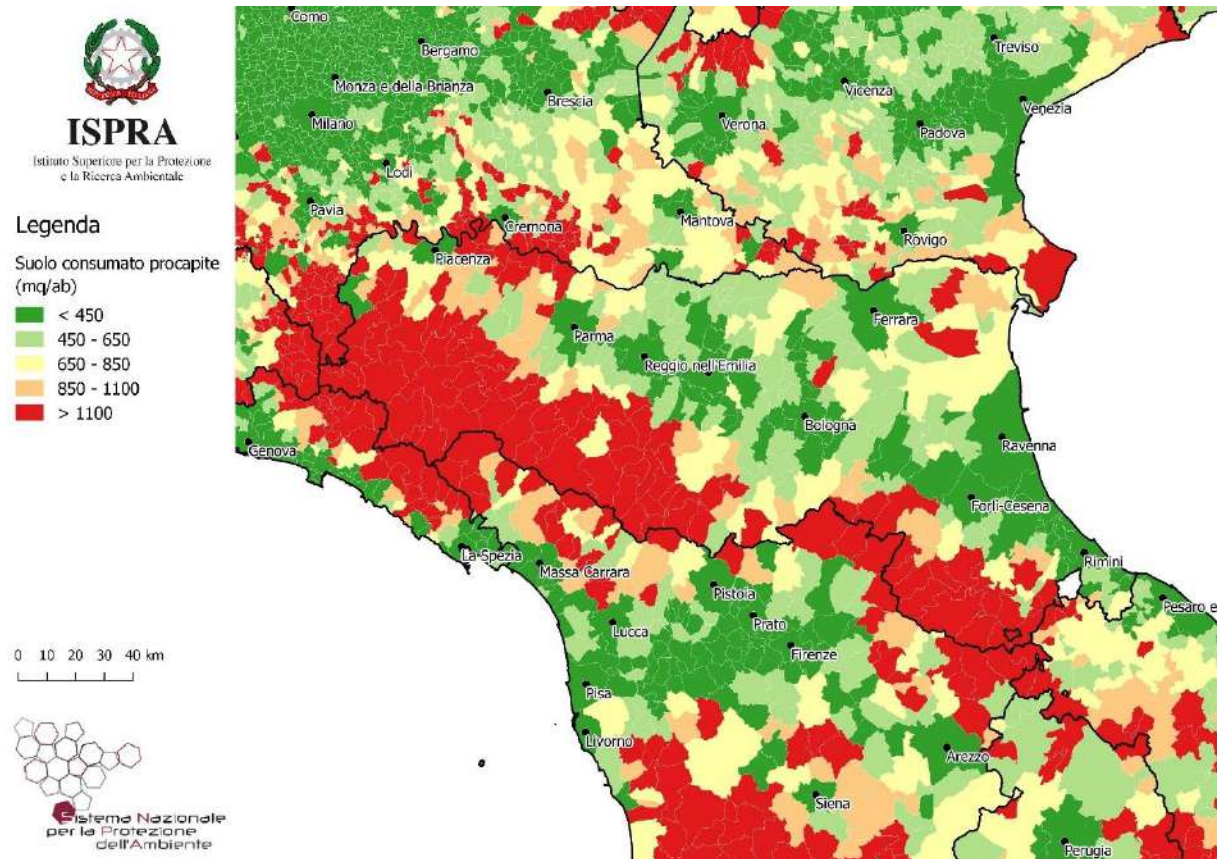 ISPRA
Istituto Superiore per la Protezione
e la Ricerca Ambientale
Legenda
Suolo consumato procapite
(mq/ab)
< 450
450 - 650
650 - 850
850 - 1100
> 1100
0 10 20 30 40 km
Sistema Nazionale
per la Protezione
dell'Ambiente
Como
Bergamo
Treviso
Monza e della Brianza
Vicenza
Brescia
Venezia
Milano
Verona
Padova
Lodi
Pavia
Mantova
Cremona
Rovigo
Piacenza
Ferrara
Parma
Reggio nell'Emilia
Bologna
Ravenna
Genova
Forlì-Cesena
La Spezia
Rimini
Massa Carrara
Pistoia
Pesaro e
Prato
Lucca
Firenze
Pisa
Livorno
Arezzo
Siena
Perugia